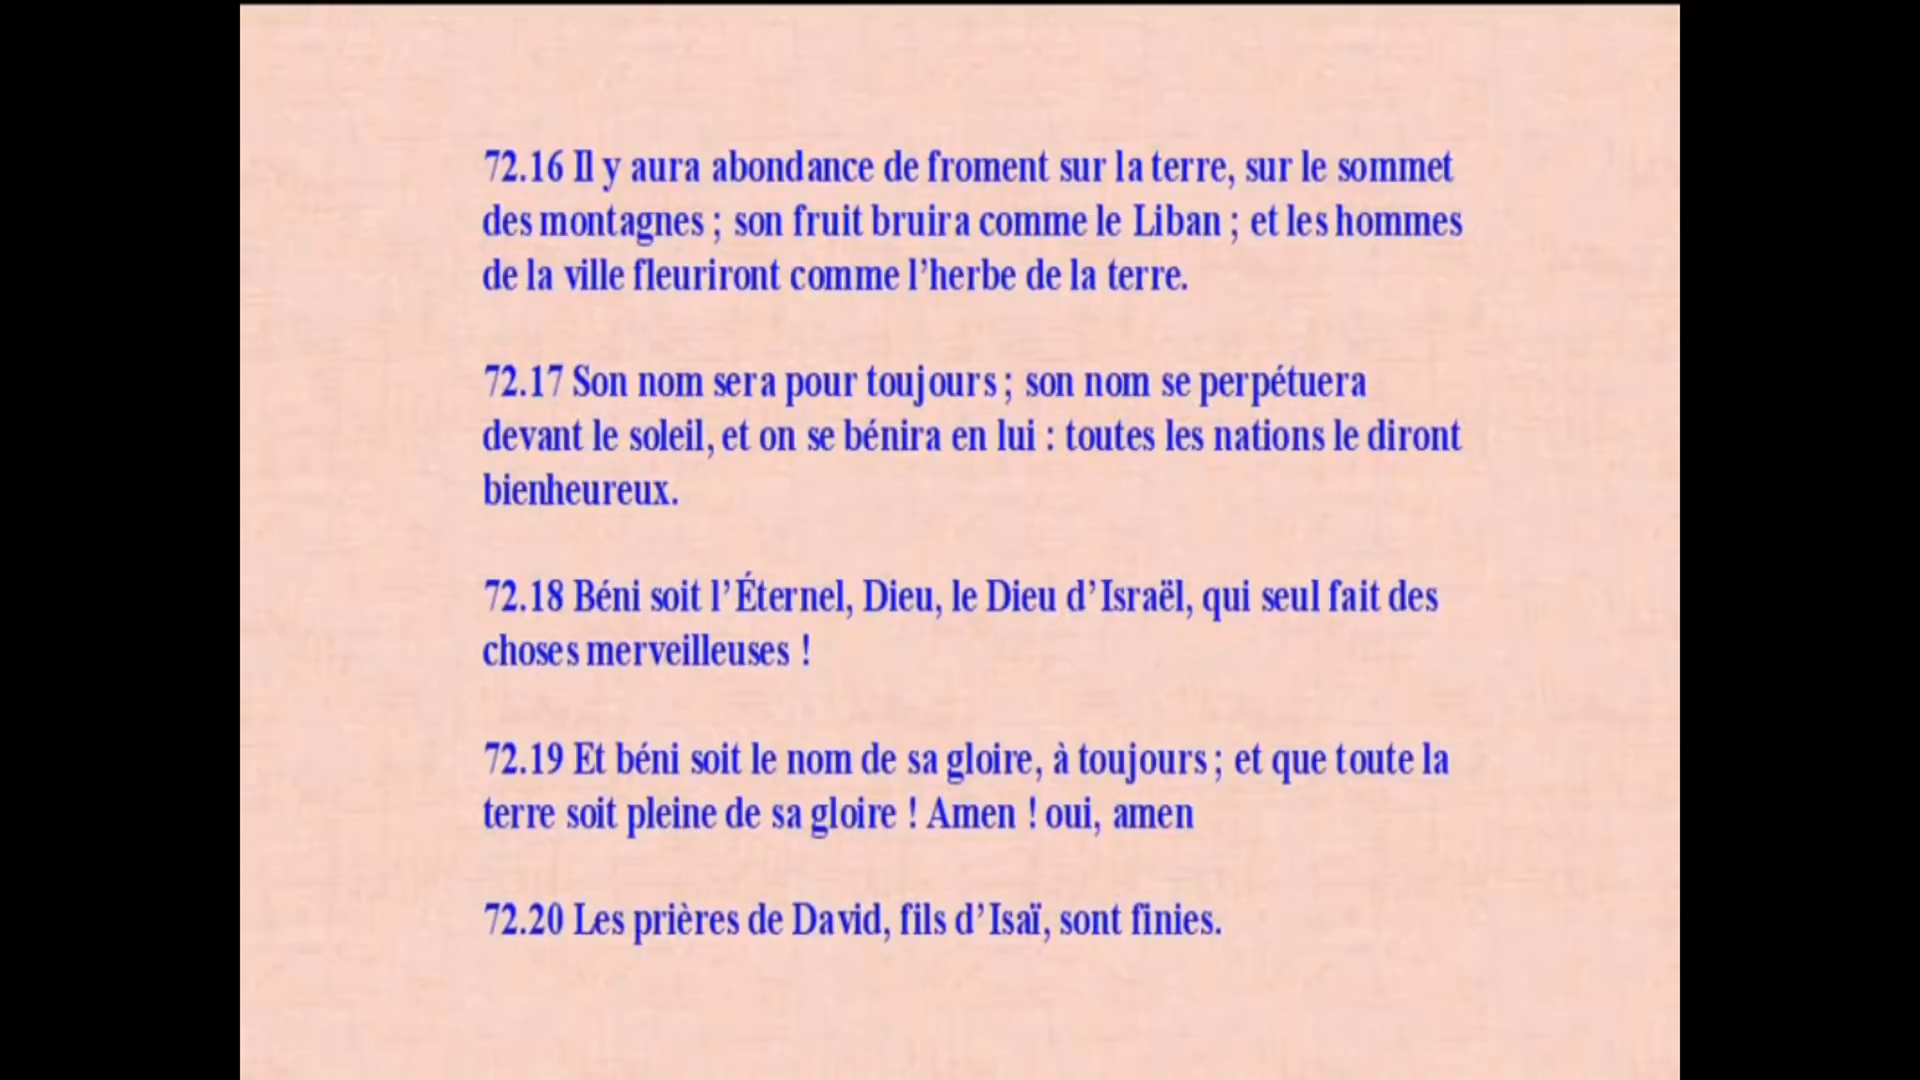 72.16 Il y aura abondance de froment sur la terre, sur le sommet
des montagnes ; son fruit bruira comme le Liban ; et les hommes
de la ville fleuriront comme l’herbe de la terre.
72.17 Son nom sera pour toujours ; son nom se perpétuera
devant le soleil, et on se bénira en lui : toutes les nations le diront
bienheureux.
72.18 Béni soit l’Éternel, Dieu, le Dieu d’Israël, qui seul fait des
choses merveilleuses !
72.19 Et béni soit le nom de sa gloire, à toujours ; et que toute la
terre soit pleine de sa gloire ! Amen ! oui, amen
72.20 Les prières de David, fils d’Isaï, sont finies.